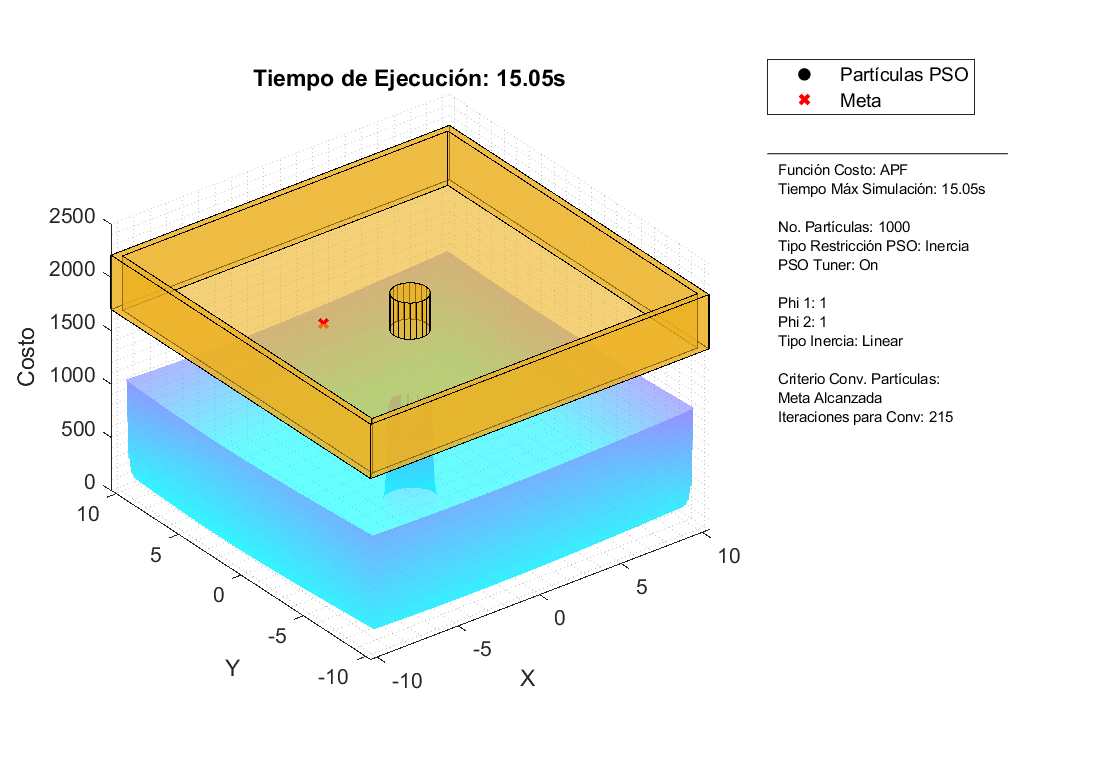 Tiempo de Ejecución: 15.05s
Partículas PSO
Meta
Función Costo: APF
Tiempo Máx Simulación: 15.05s
No. Partículas: 1000
Tipo Restricción PSO: Inercia
PSO Tuner: On
Phi 1: 1
Phi 2: 1
Tipo Inercia: Linear
Criterio Conv. Partículas:
Meta Alcanzada
Iteraciones para Conv: 215
2500
2000
1500
1000
500
0
Costo
10
5
0
-5
-10
Y
-10
-5
0
5
10
X